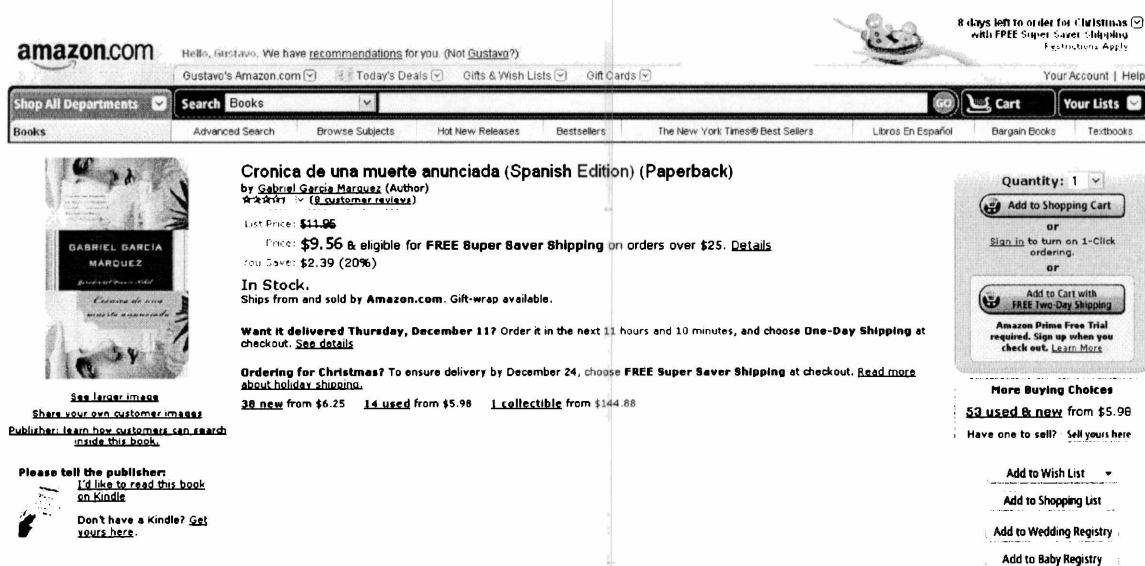 8 days left to order for Christmas
with FREE Super Saver Shipping
Restrictions Apply
amazon.com
Hello, Gustavo. We have recommendations for you. (Not Gustavo?)
Gustavo's Amazon.com Today's Deals Gifts & Wish Lists Gift Cards Your Account | Help
Shop All Departments Search Books GO Cart Your Lists
Books Advanced Search Browse Subjects Hot New Releases Bestsellers The New York Times® Best Sellers Libros En Español Bargain Books Textbooks
GABRIEL GARCÍA
MÁRQUEZ
Crónica de una
muerte anunciada
See larger image
Share your own customer images
Publisher: learn how customers can search
inside this book.
Please tell the publisher:
I'd like to read this book
on Kindle
Don't have a Kindle? Get
yours here.
Cronica de una muerte anunciada (Spanish Edition) (Paperback)
by Gabriel Garcia Marquez (Author)
(8 customer reviews)
List Price: $11.95
Price: $9.56 & eligible for FREE Super Saver Shipping on orders over $25. Details
You Save: $2.39 (20%)
In Stock.
Ships from and sold by Amazon.com. Gift-wrap available.
Want it delivered Thursday, December 11? Order it in the next 11 hours and 10 minutes, and choose One-Day Shipping at
checkout. See details
Ordering for Christmas? To ensure delivery by December 24, choose FREE Super Saver Shipping at checkout. Read more
about holiday shipping.
38 new from $6.25 14 used from $5.98 1 collectible from $144.88
Quantity: 1
Add to Shopping Cart
or
Sign in to turn on 1-Click
ordering.
or
Add to Cart with
FREE Two-Day Shipping
Amazon Prime Free Trial
required. Sign up when you
check out. Learn More
More Buying Choices
53 used & new from $5.98
Have one to sell? Sell yours here
Add to Wish List
Add to Shopping List
Add to Wedding Registry
Add to Baby Registry